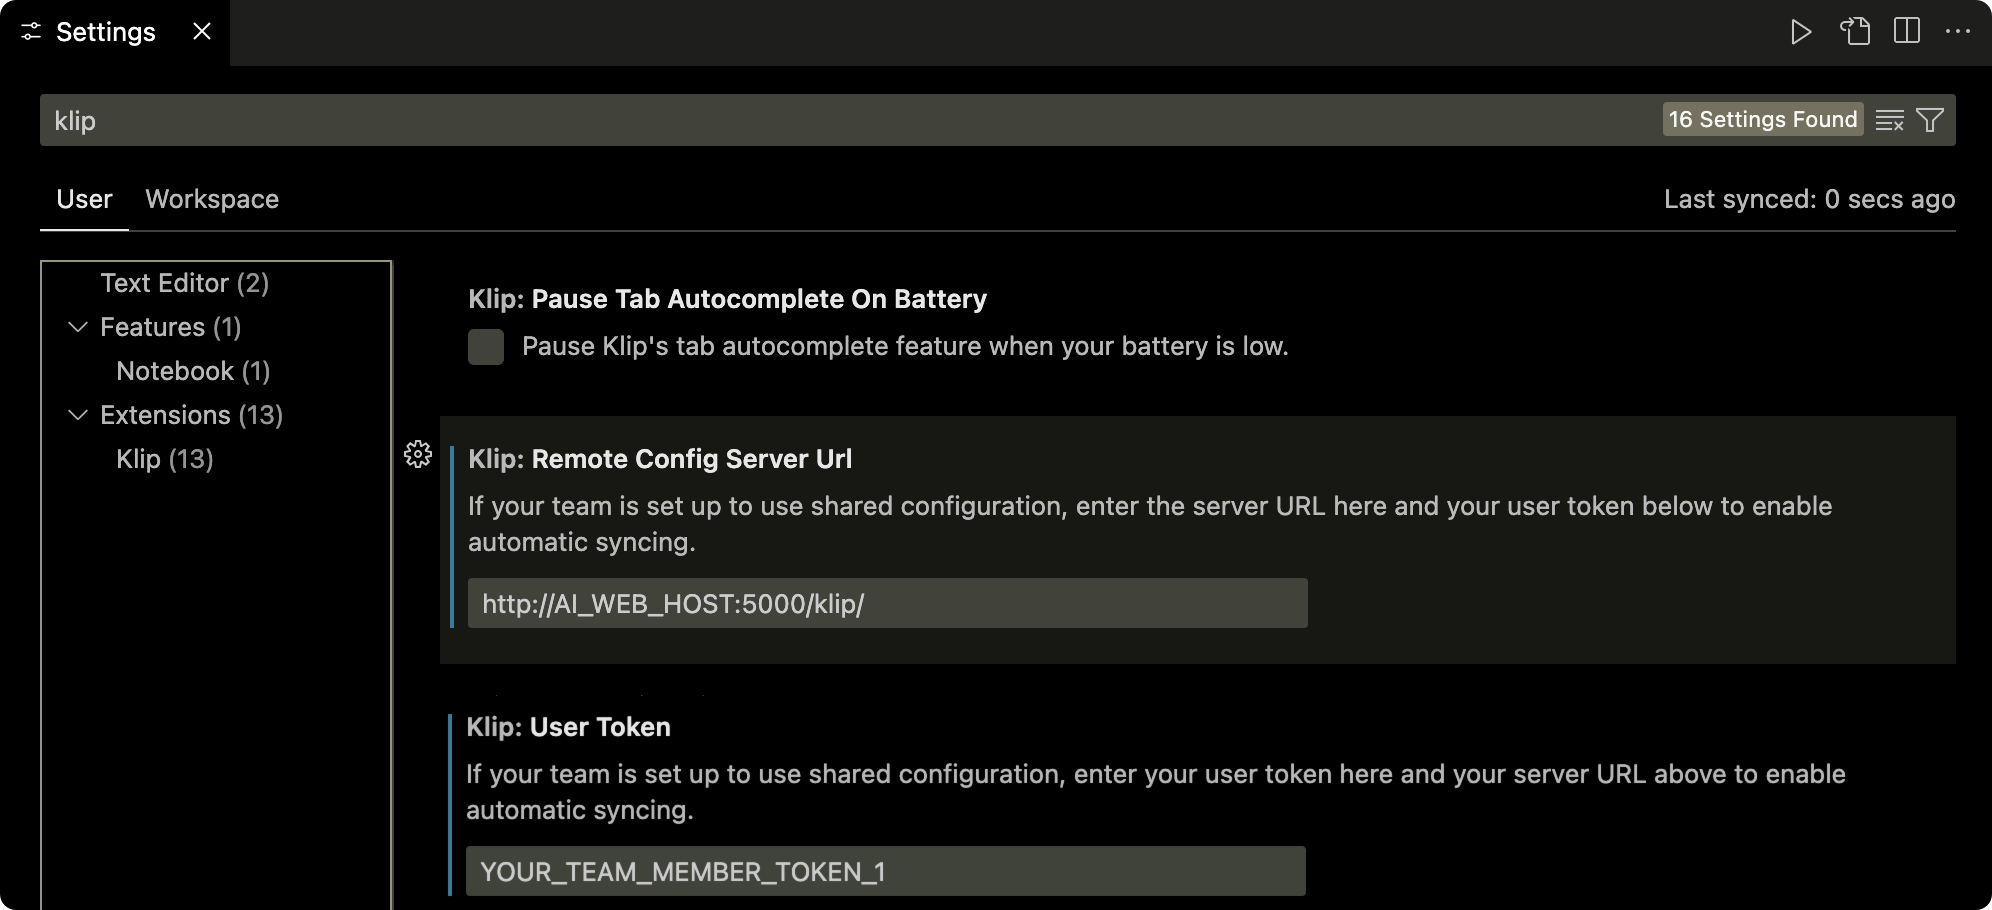 Settings
klip
16 Settings Found
User Workspace
Last synced: 0 secs ago
Text Editor (2)
Features (1)
Notebook (1)
Extensions (13)
Klip (13)
Klip: Pause Tab Autocomplete On Battery
Pause Klip's tab autocomplete feature when your battery is low.
Klip: Remote Config Server Url
If your team is set up to use shared configuration, enter the server URL here and your user token below to enable
automatic syncing.
http://AI_WEB_HOST:5000/klip/
Klip: User Token
If your team is set up to use shared configuration, enter your user token here and your server URL above to enable
automatic syncing.
YOUR_TEAM_MEMBER_TOKEN_1